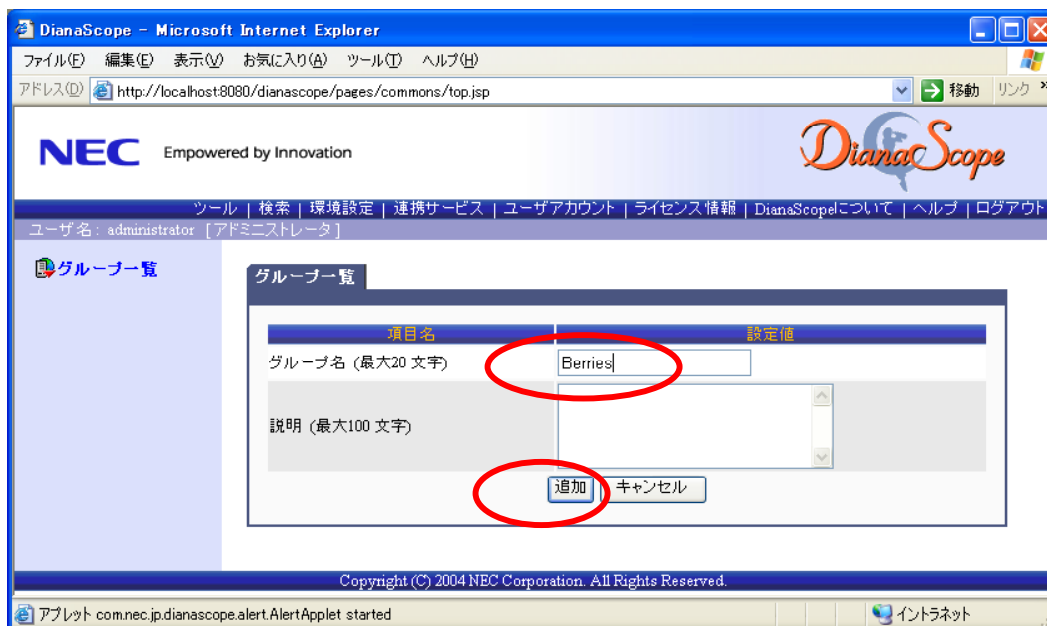 DianaScope - Microsoft Internet Explorer
ファイル(F) 編集(E) 表示(V) お気に入り(A) ツール(T) ヘルプ(H)
アドレス(D) http://localhost:8080/dianascope/pages/commons/top.jsp 移動 リンク »
NEC Empowered by Innovation DianaScope
ツール | 検索 | 環境設定 | 連携サービス | ユーザアカウント | ライセンス情報 | DianaScopeについて | ヘルプ | ログアウト
ユーザ名: administrator [アドミニストレータ]
グループ一覧
グループ一覧
項目名 設定値
グループ名 (最大20 文字) Berries
説明 (最大100 文字)
追加 キャンセル
Copyright (C) 2004 NEC Corporation. All Rights Reserved.
アプレット com.nec.jp.dianascope.alert.AlertApplet started イントラネット